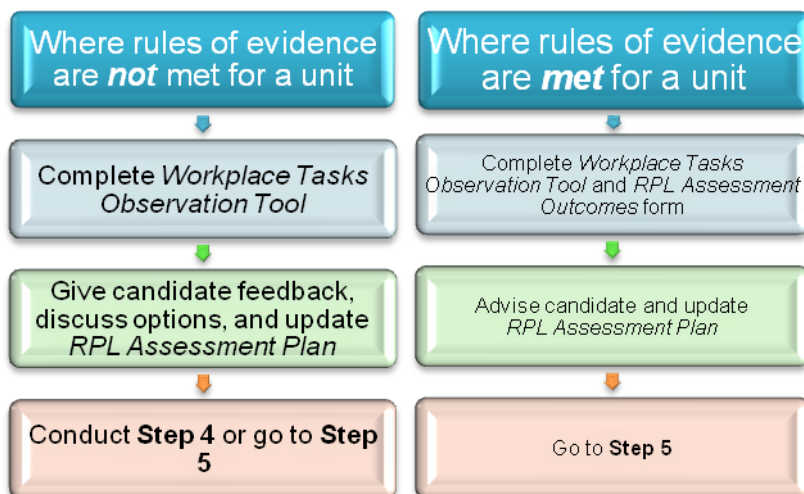 Where rules of evidence
are not met for a unit
Complete Workplace Tasks
Observation Tool
Give candidate feedback,
discuss options, and update
RPL Assessment Plan
Conduct Step 4 or go to Step
5
Where rules of evidence
are met for a unit
Complete Workplace Tasks
Observation Tool and RPL Assessment
Outcomes form
Advise candidate and update
RPL Assessment Plan
Go to Step 5